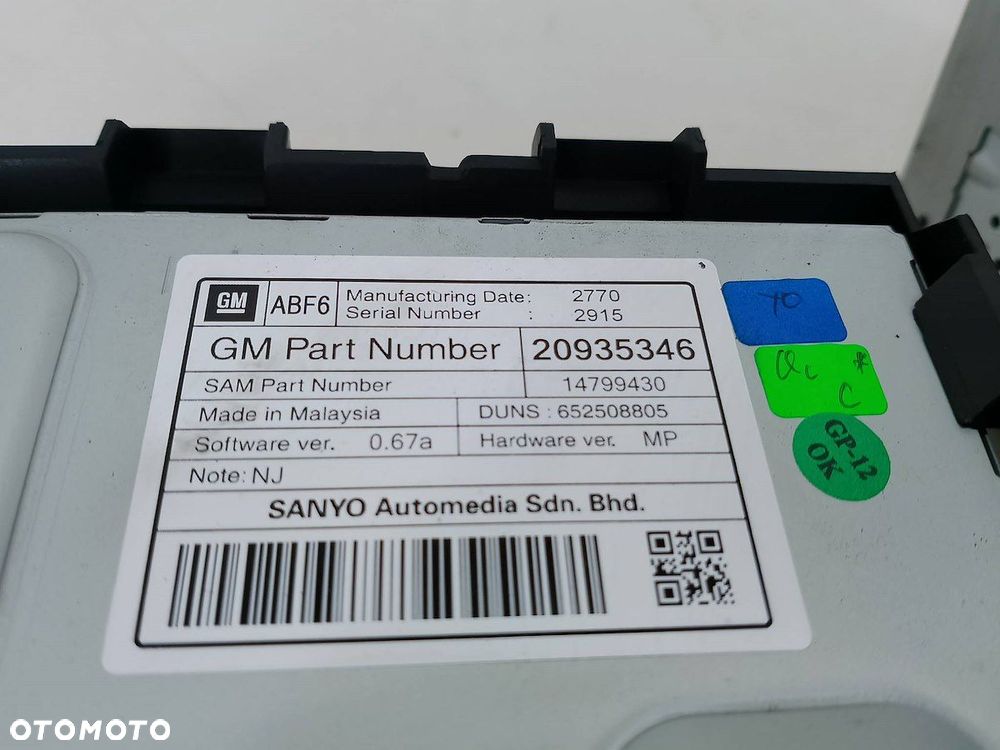 GM ABF6 Manufacturing Date: 2770
Serial Number : 2915
GM Part Number 20935346
SAM Part Number 14799430
Made in Malaysia DUNS : 652508805
Software ver. 0.67a Hardware ver. MP
Note: NJ
SANYO Automedia Sdn. Bhd.
YO
QC
C
GP-12
OK
OTOMOTO